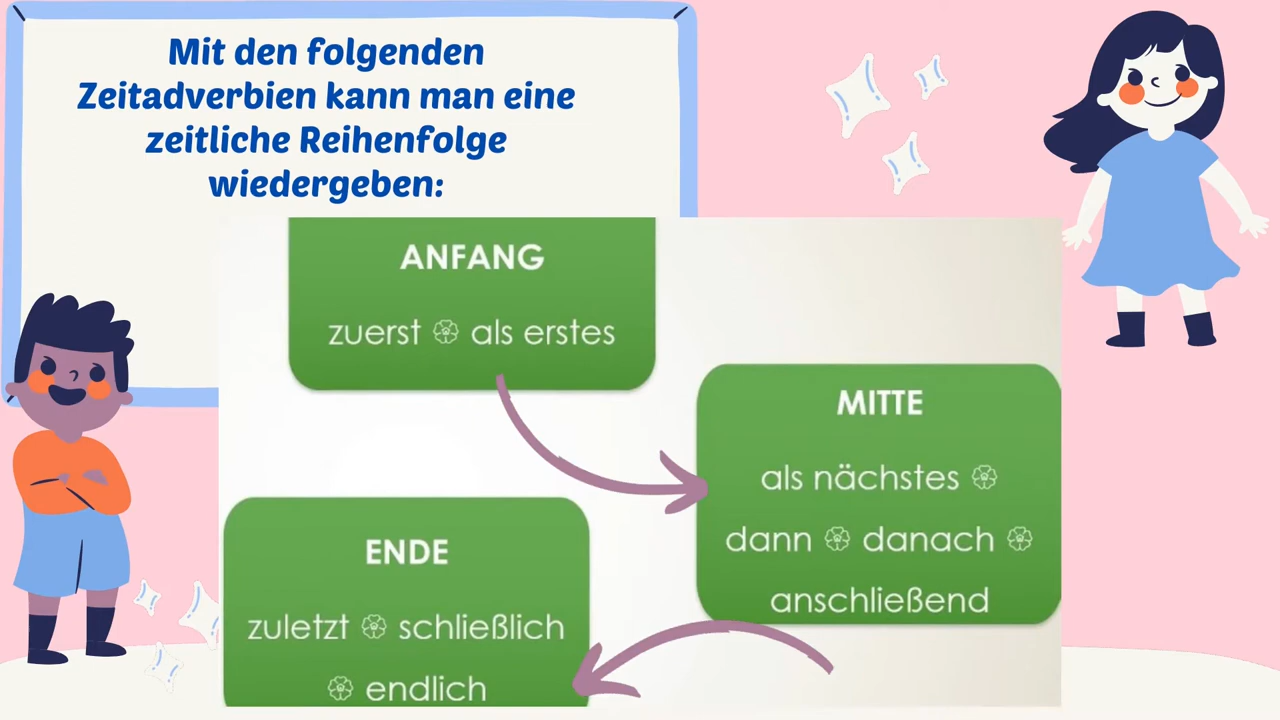 Mit den folgenden
Zeitadverbien kann man eine
zeitliche Reihenfolge
wiedergeben:
ANFANG
zuerst als erstes
MITTE
als nächstes
dann danach
anschließend
ENDE
zuletzt schließlich
endlich